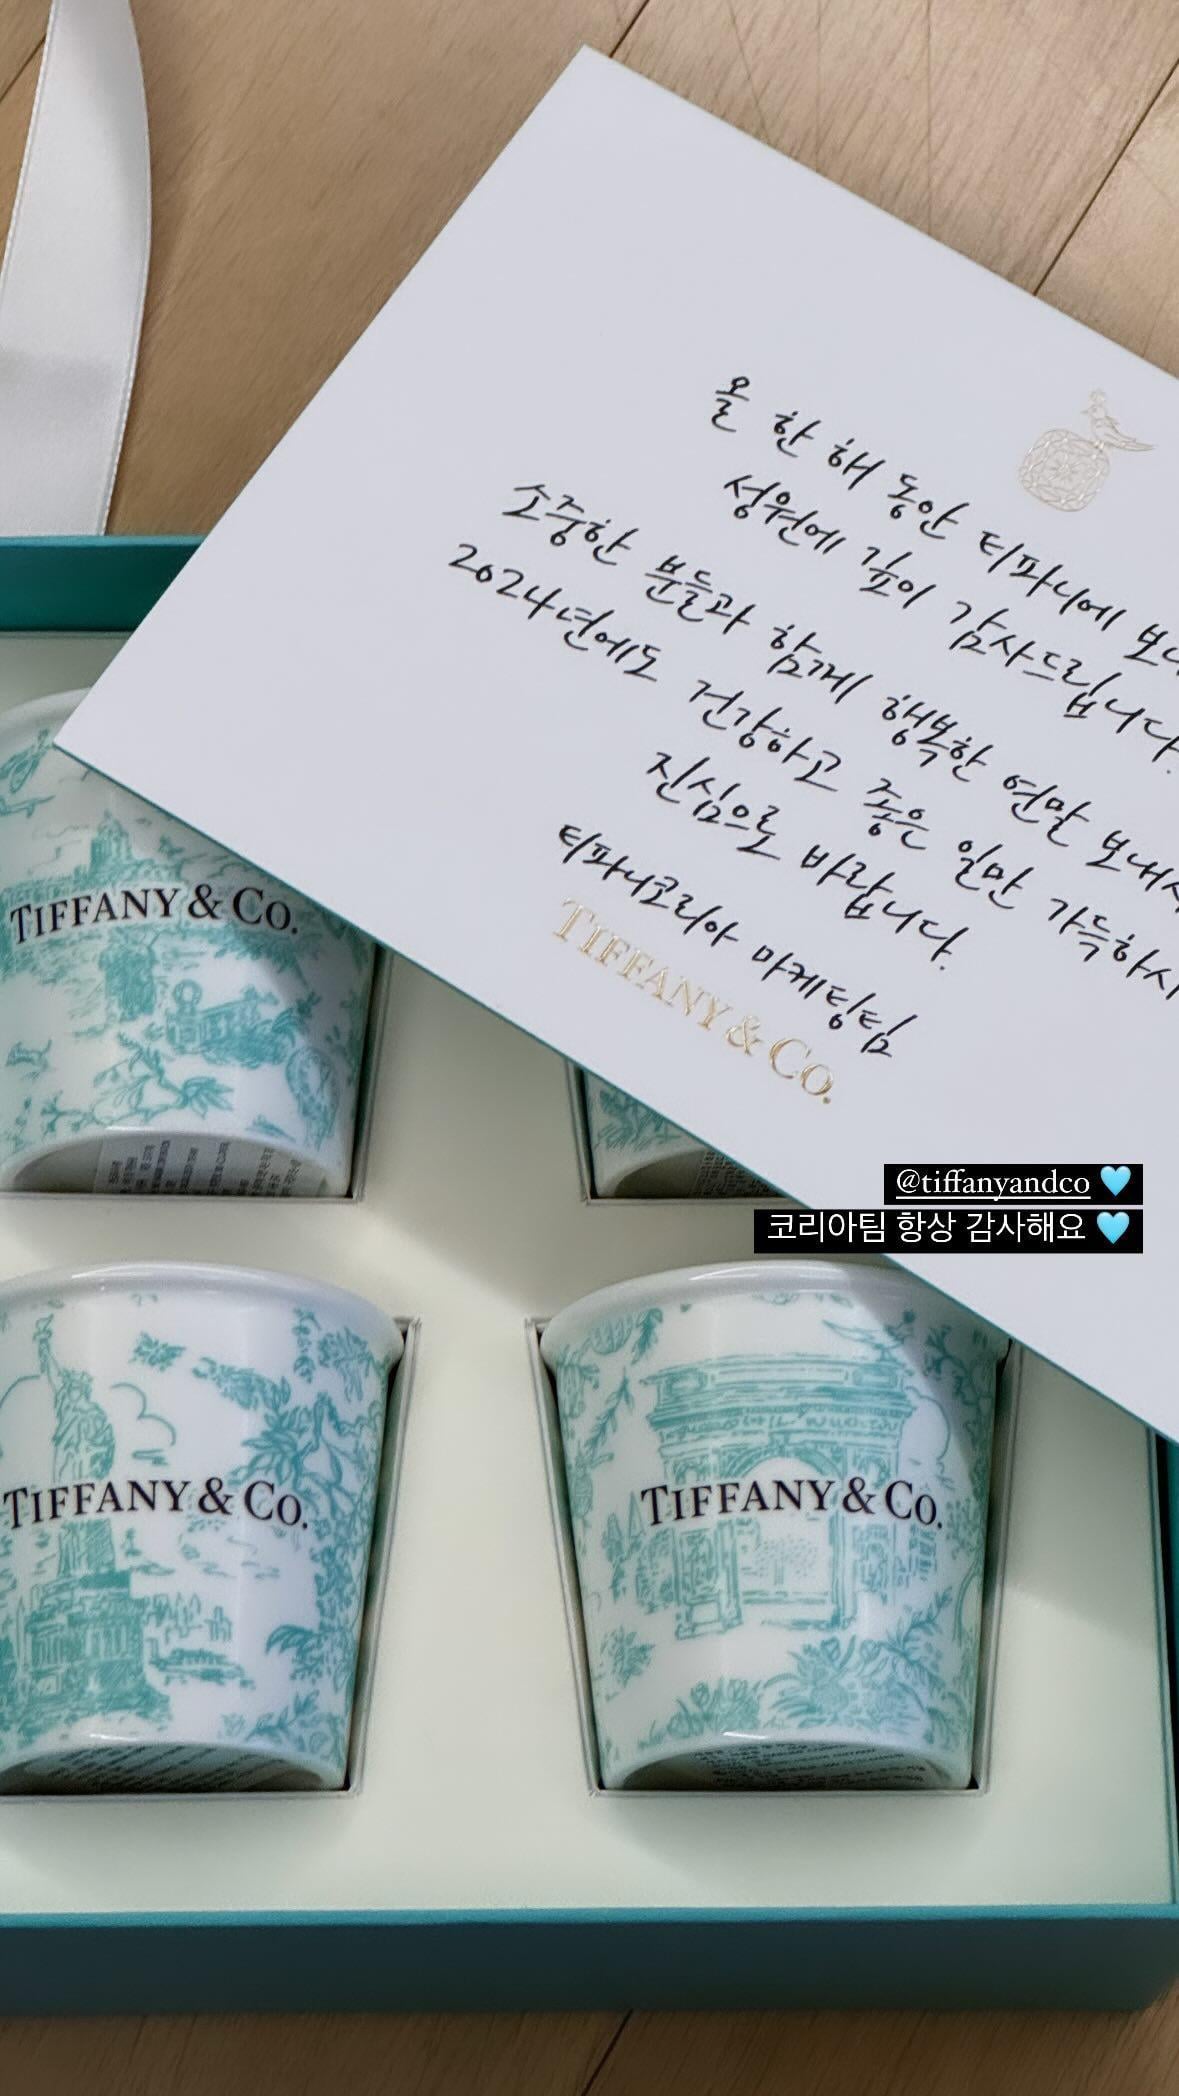 올 한 해 동안 티파니에
성원에 깊이 감사드립니다.
소중한 분들과 함께 행복한 연말
2024년에도 건강하고 좋은 일만 가득하시
진심으로 바랍니다.
티파니코리아 마케팅팀
TIFFANY & CO.
TIFFANY & CO.
@tiffanyandco 🩵
코리아팀 항상 감사해요 🩵
TIFFANY & CO.
TIFFANY & CO.